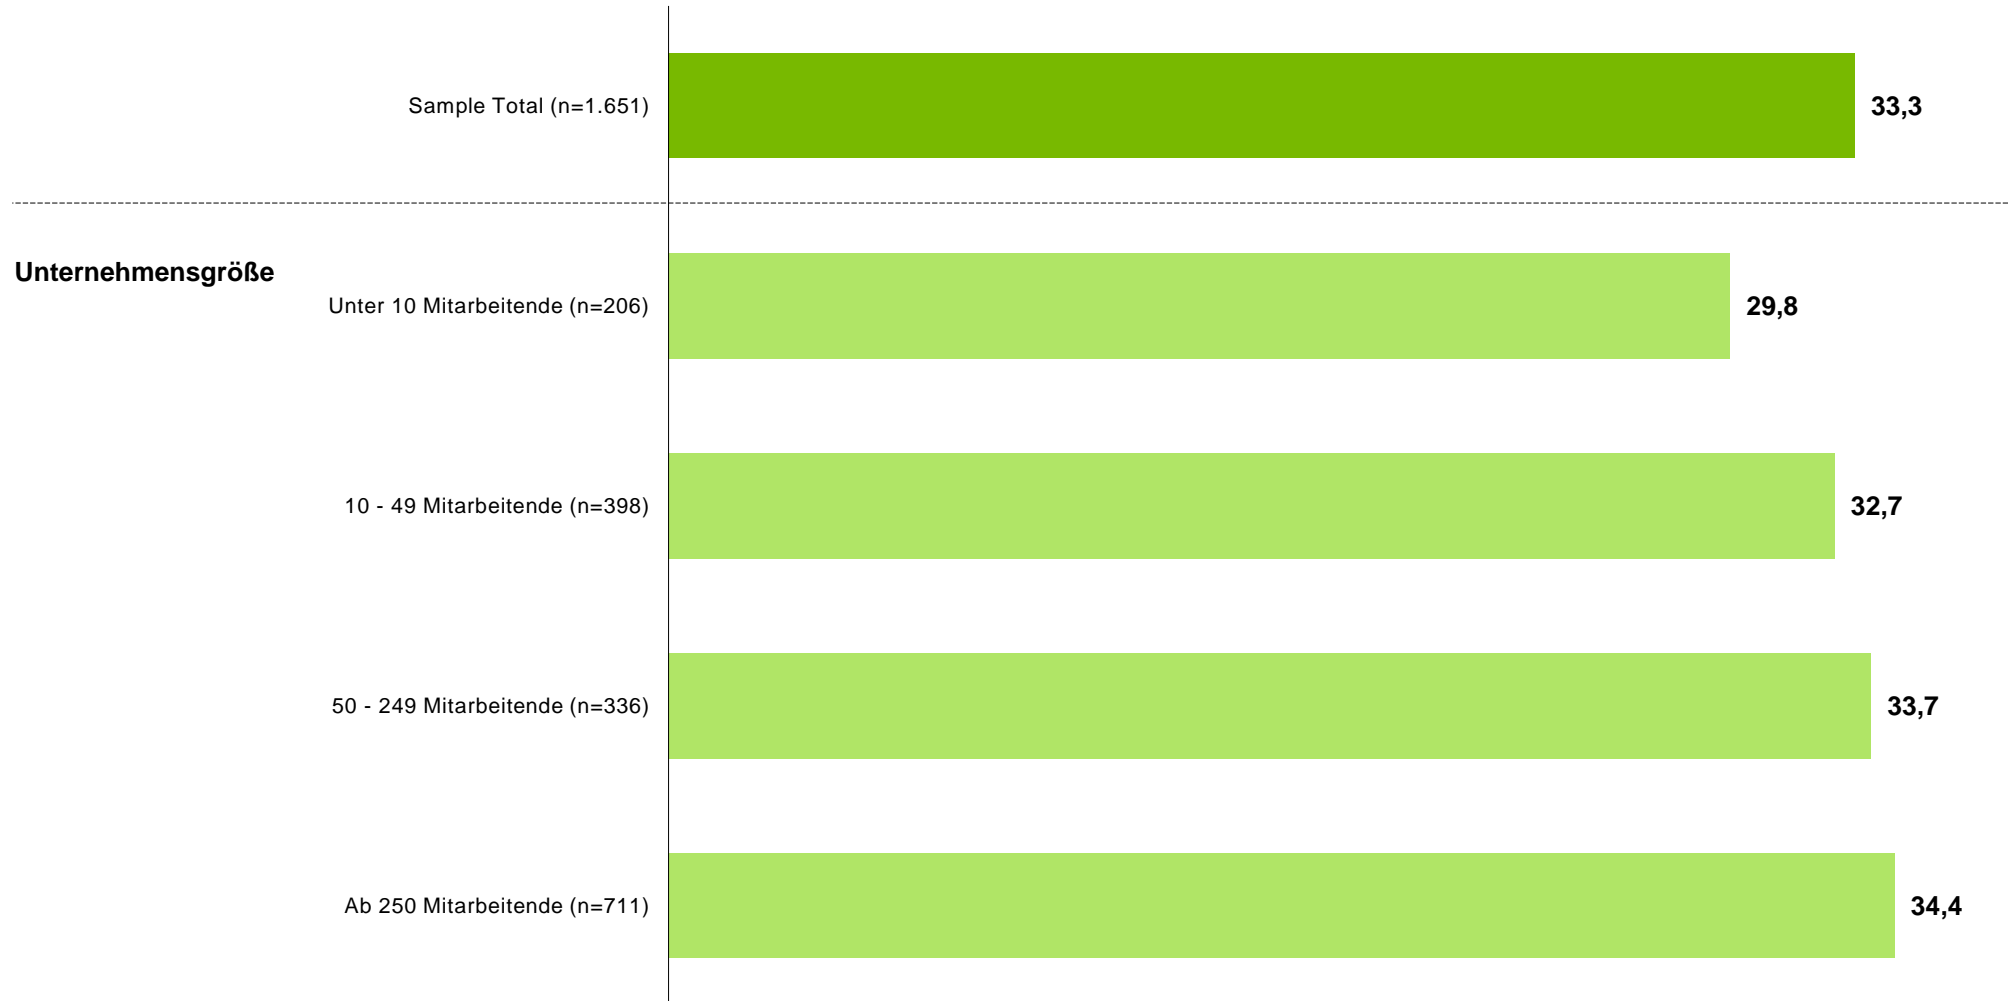 Sample Total (n=1.651)
33,3
Unternehmensgröße
Unter 10 Mitarbeitende (n=206)
29,8
10 - 49 Mitarbeitende (n=398)
32,7
50 - 249 Mitarbeitende (n=336)
33,7
Ab 250 Mitarbeitende (n=711)
34,4